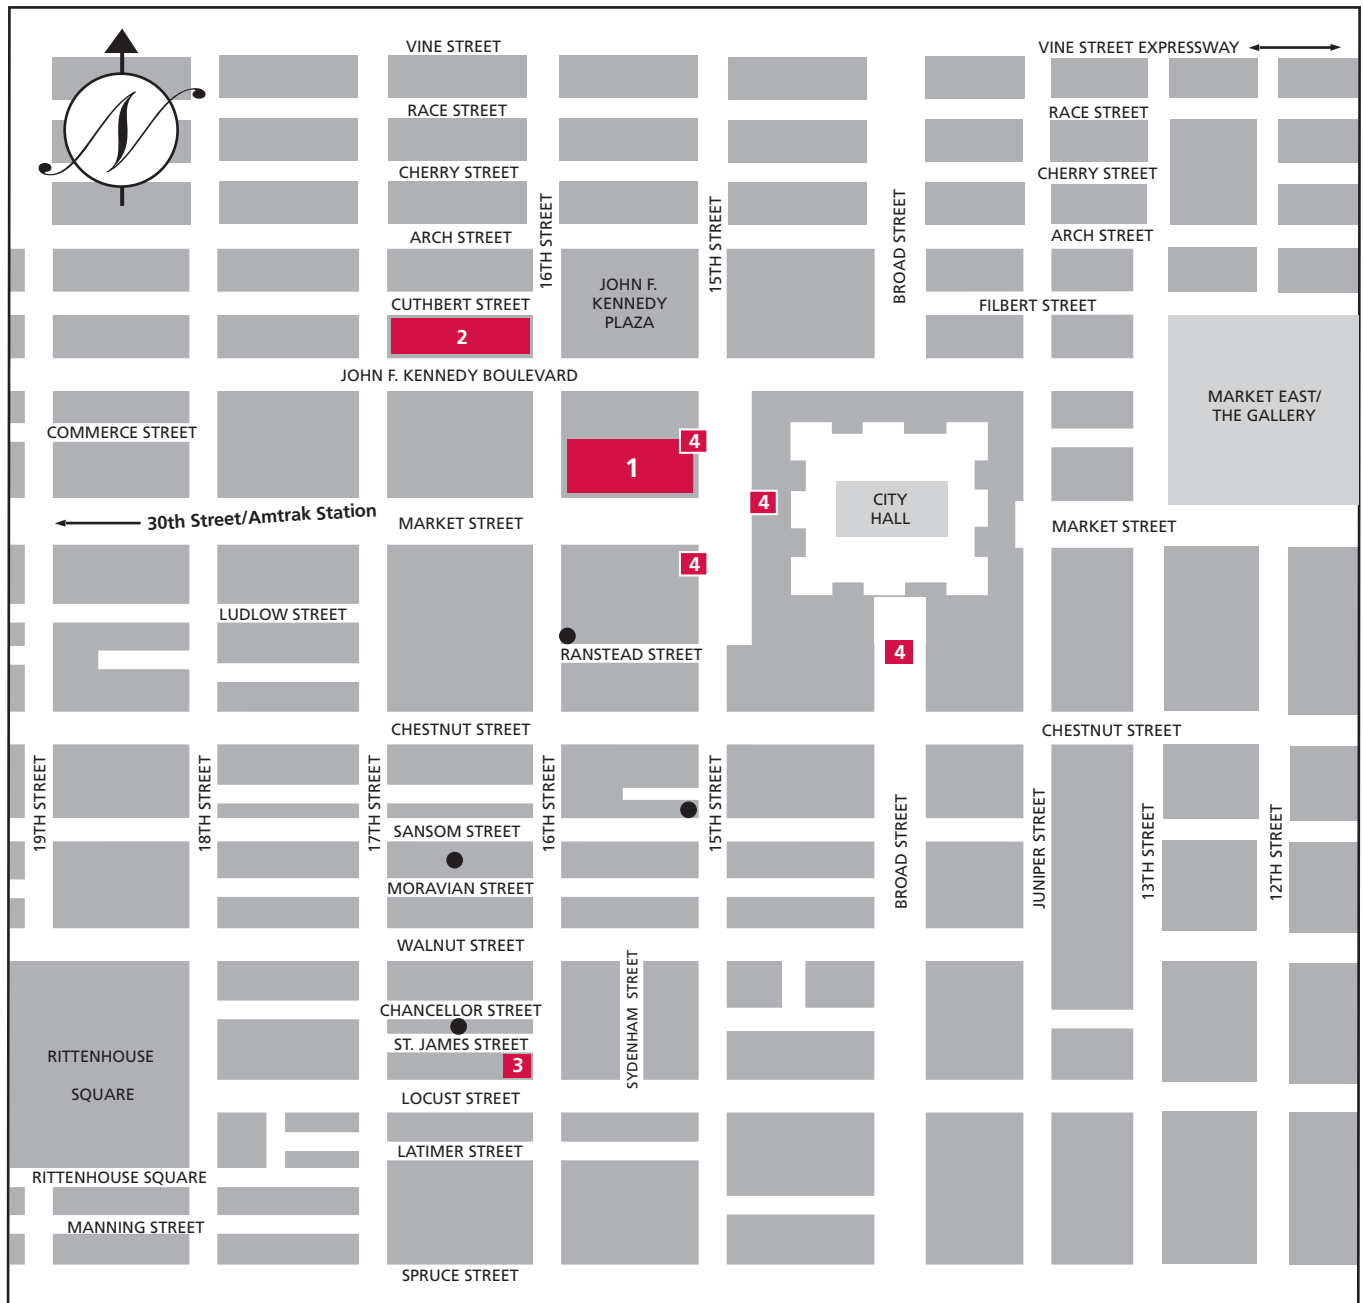 VINE STREET
VINE STREET EXPRESSWAY
N
RACE STREET
RACE STREET
CHERRY STREET
CHERRY STREET
16TH STREET
15TH STREET
BROAD STREET
ARCH STREET
ARCH STREET
JOHN F.
KENNEDY
PLAZA
CUTHBERT STREET
FILBERT STREET
2
JOHN F. KENNEDY BOULEVARD
MARKET EAST/
THE GALLERY
COMMERCE STREET
4
1
4
CITY
HALL
30th Street/Amtrak Station
MARKET STREET
MARKET STREET
4
LUDLOW STREET
RANSTEAD STREET
4
CHESTNUT STREET
CHESTNUT STREET
19TH STREET
18TH STREET
17TH STREET
16TH STREET
15TH STREET
BROAD STREET
JUNIPER STREET
13TH STREET
12TH STREET
SANSOM STREET
MORAVIAN STREET
WALNUT STREET
SYDENHAM STREET
CHANCELLOR STREET
ST. JAMES STREET
3
RITTENHOUSE
SQUARE
LOCUST STREET
LATIMER STREET
RITTENHOUSE SQUARE
MANNING STREET
SPRUCE STREET